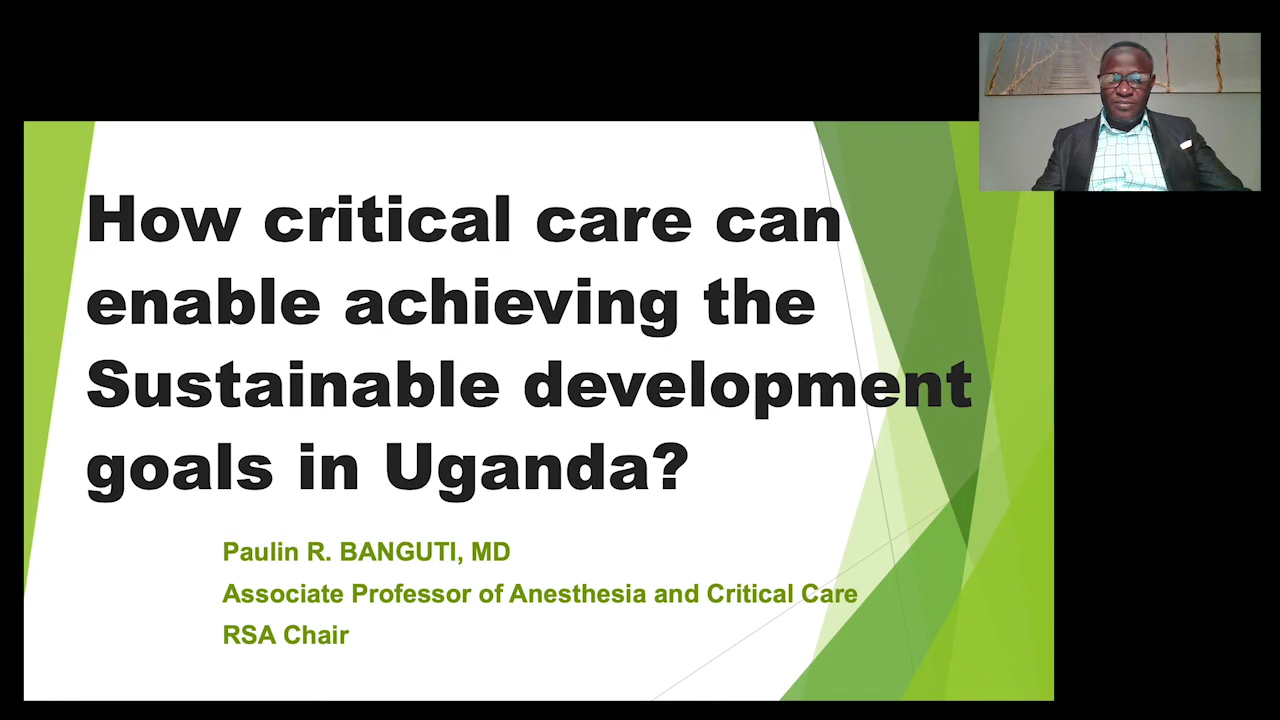 How critical care can
enable achieving the
Sustainable development
goals in Uganda?
Paulin R. BANGUTI, MD
Associate Professor of Anesthesia and Critical Care
RSA Chair